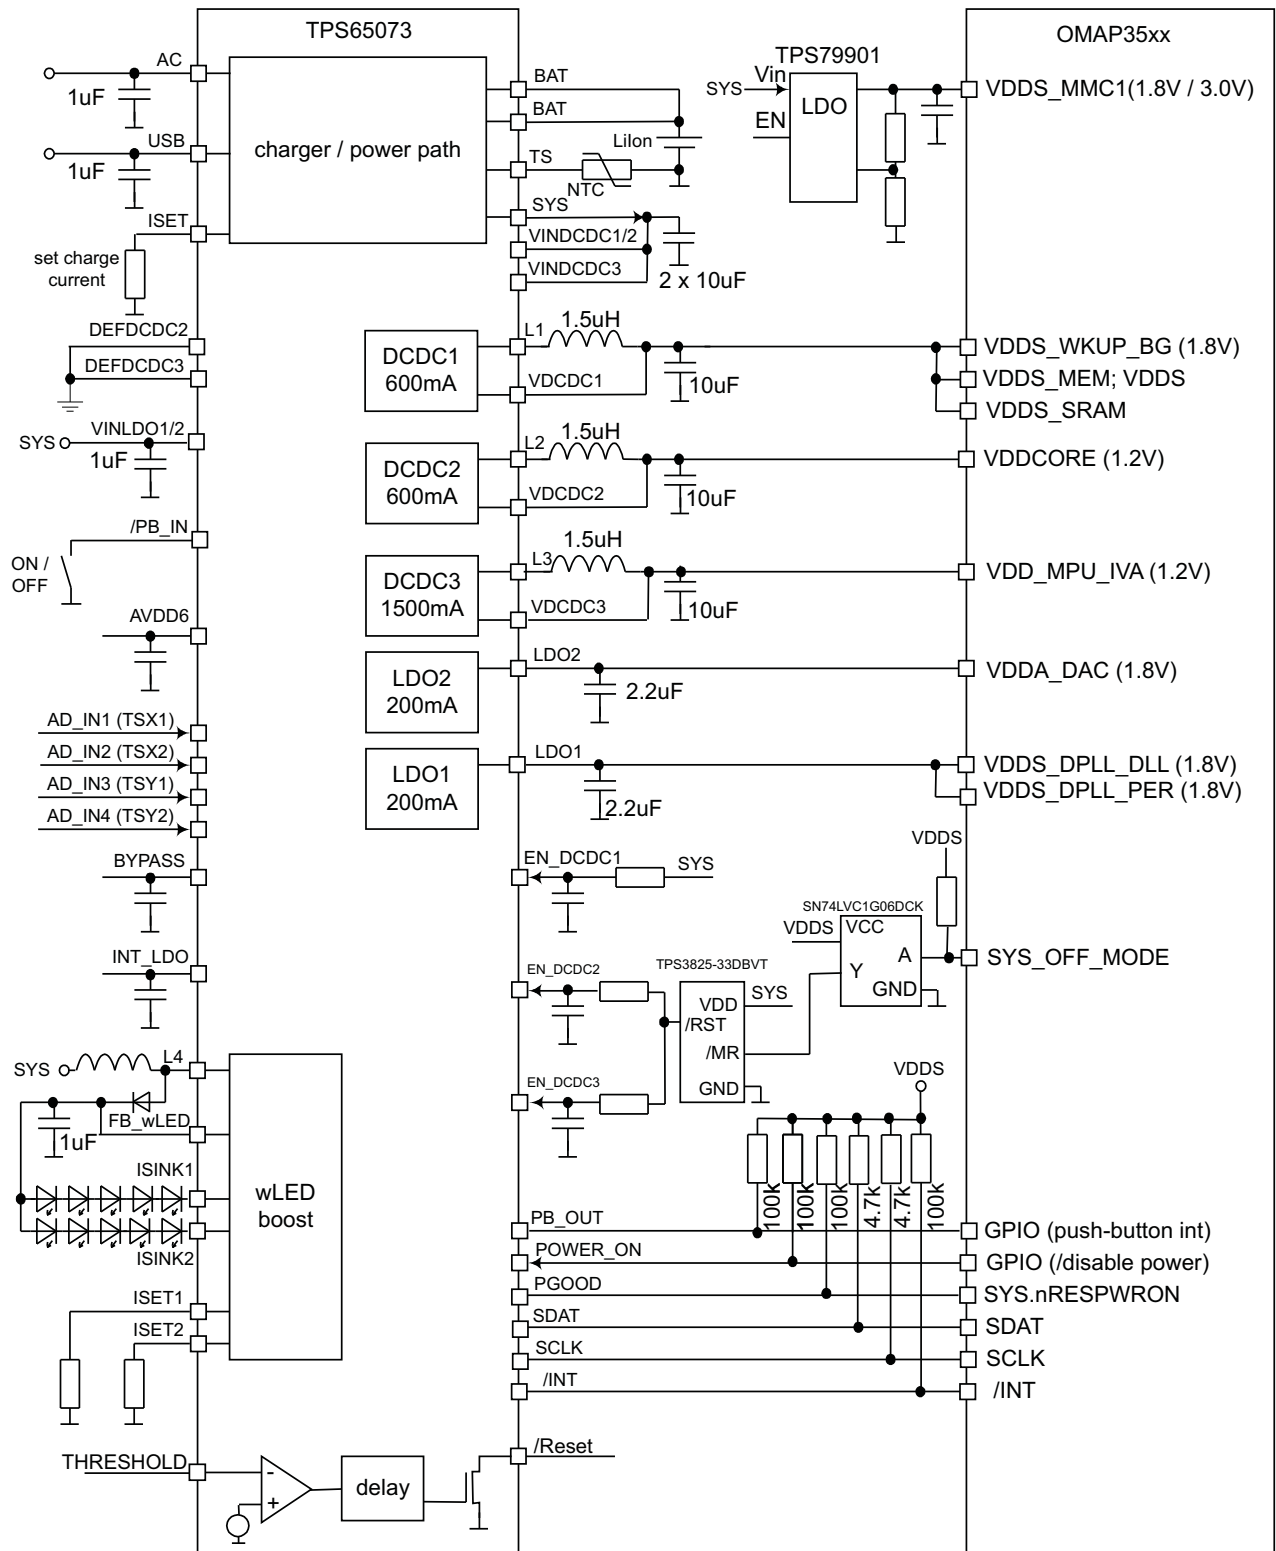 TPS65073
OMAP35xx
AC
1uF
USB
1uF
ISET
set charge
current
charger / power path
BAT
BAT
LiIon
TS
NTC
SYS
VINDCDC1/2
VINDCDC3
2 x 10uF
TPS79901
SYS
Vin
EN
LDO
VDDS_MMC1(1.8V / 3.0V)
DEFDCDC2
DEFDCDC3
SYS
VINLDO1/2
1uF
/PB_IN
ON /
OFF
AVDD6
AD_IN1 (TSX1)
AD_IN2 (TSX2)
AD_IN3 (TSY1)
AD_IN4 (TSY2)
BYPASS
INT_LDO
DCDC1
600mA
L1
1.5uH
VDCDC1
10uF
VDDS_WKUP_BG (1.8V)
VDDS_MEM; VDDS
VDDS_SRAM
DCDC2
600mA
L2
1.5uH
VDCDC2
10uF
VDDCORE (1.2V)
DCDC3
1500mA
L3
1.5uH
VDCDC3
10uF
VDD_MPU_IVA (1.2V)
LDO2
200mA
LDO2
2.2uF
VDDA_DAC (1.8V)
LDO1
200mA
LDO1
2.2uF
VDDS_DPLL_DLL (1.8V)
VDDS_DPLL_PER (1.8V)
EN_DCDC1
SYS
VDDS
SN74LVC1G06DCK
VDDS
VCC
A
Y
GND
SYS_OFF_MODE
EN_DCDC2
TPS3825-33DBVT
VDD
SYS
/RST
/MR
GND
EN_DCDC3
VDDS
SYS
L4
FB_wLED
1uF
ISINK1
ISINK2
wLED
boost
ISET1
ISET2
100k
100k
100k
4.7k
4.7k
100k
PB_OUT
GPIO (push-button int)
POWER_ON
GPIO (/disable power)
PGOOD
SYS.nRESPWRON
SDAT
SDAT
SCLK
SCLK
/INT
/INT
THRESHOLD
-
+
delay
/Reset